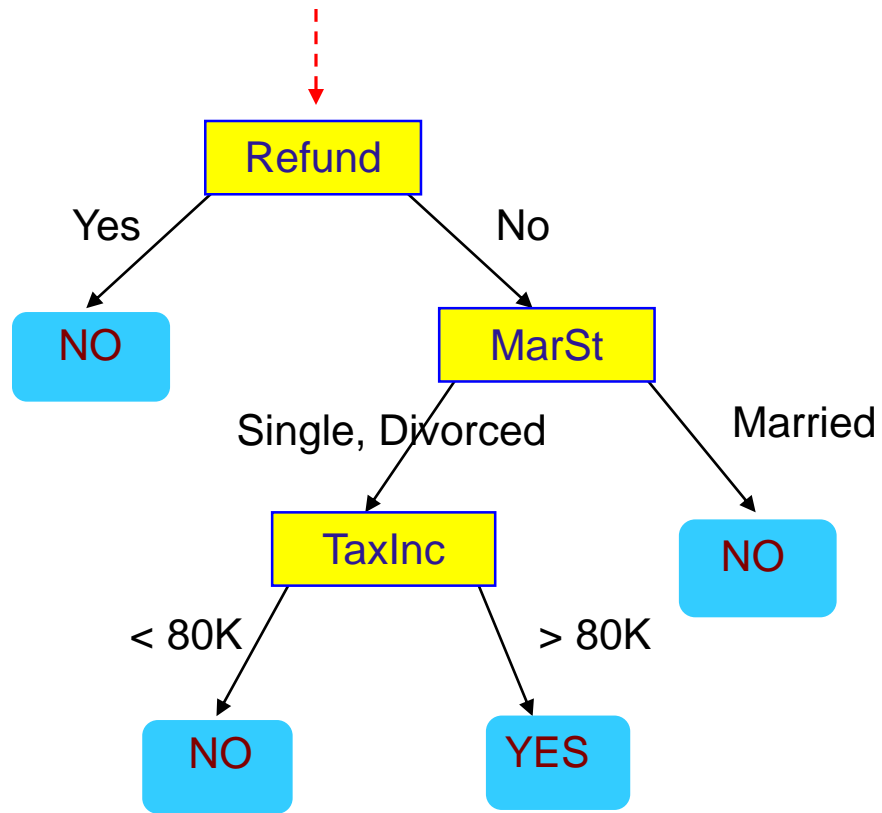 Refund
Yes
No
NO
MarSt
Single, Divorced
Married
TaxInc
NO
< 80K
> 80K
NO
YES